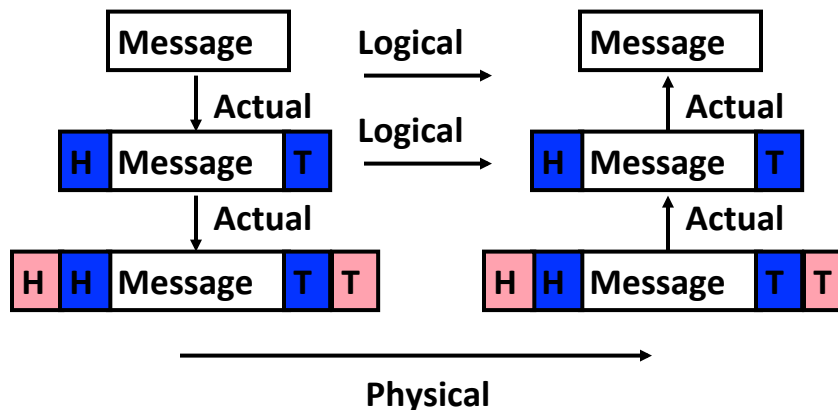 Message Logical Message
Actual Logical Actual
H Message T H Message T
Actual Actual
H H Message T T H H Message T T
Physical